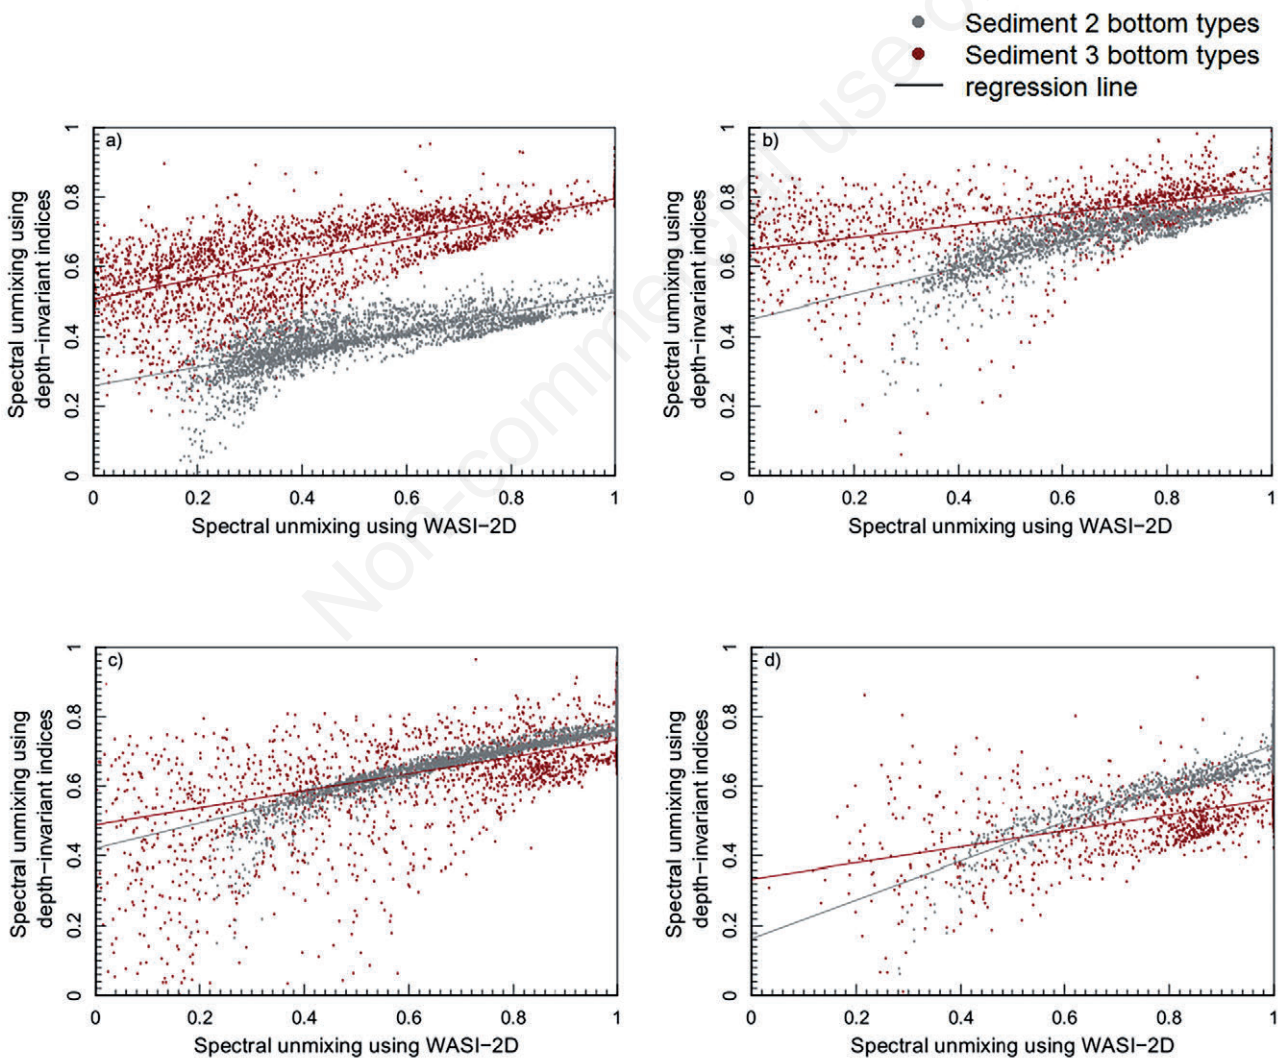 Sediment 2 bottom types
Sediment 3 bottom types
regression line
a)
Spectral unmixing using
depth−invariant indices
0 0.2 0.4 0.6 0.8 1
0 0.2 0.4 0.6 0.8 1
Spectral unmixing using WASI−2D
b)
Spectral unmixing using
depth−invariant indices
0 0.2 0.4 0.6 0.8 1
0 0.2 0.4 0.6 0.8 1
Spectral unmixing using WASI−2D
c)
Spectral unmixing using
depth−invariant indices
0 0.2 0.4 0.6 0.8 1
0 0.2 0.4 0.6 0.8 1
Spectral unmixing using WASI−2D
d)
Spectral unmixing using
depth−invariant indices
0 0.2 0.4 0.6 0.8 1
0 0.2 0.4 0.6 0.8 1
Spectral unmixing using WASI−2D
Non-commercial use o